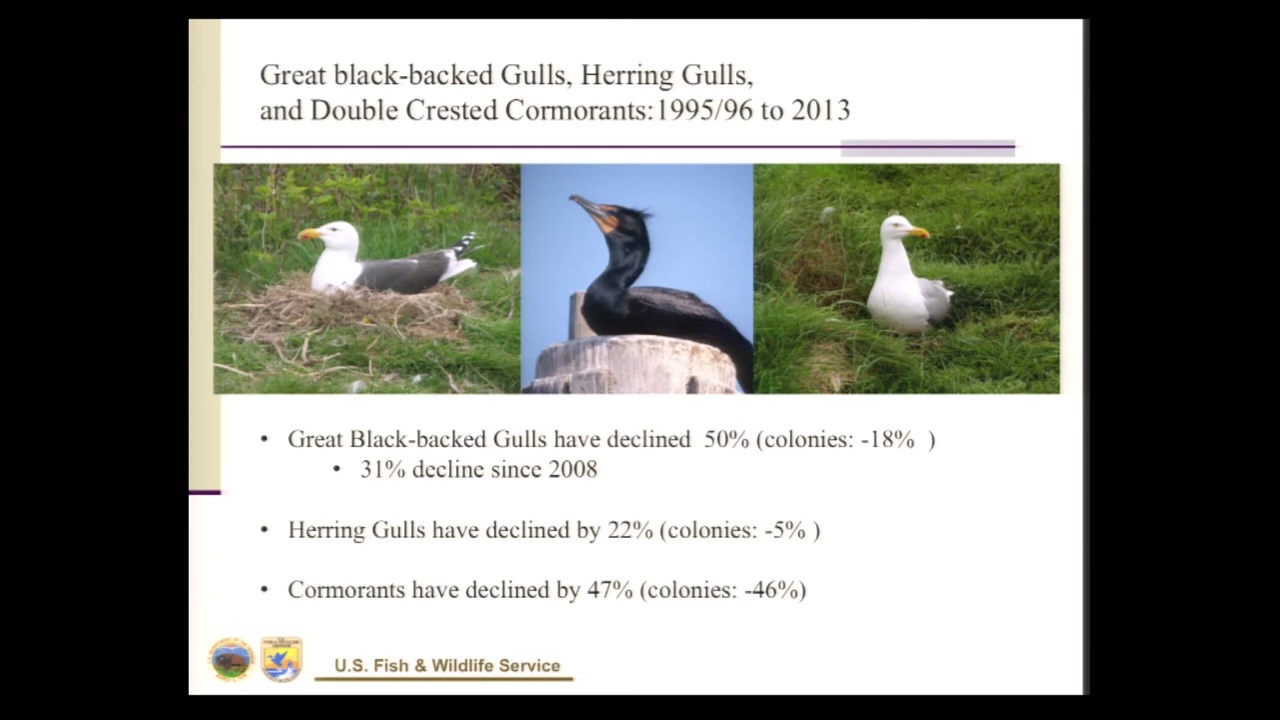 Great black-backed Gulls, Herring Gulls,
and Double Crested Cormorants:1995/96 to 2013
• Great Black-backed Gulls have declined 50% (colonies: -18% )
• 31% decline since 2008
• Herring Gulls have declined by 22% (colonies: -5% )
• Cormorants have declined by 47% (colonies: -46%)
U.S. Fish & Wildlife Service